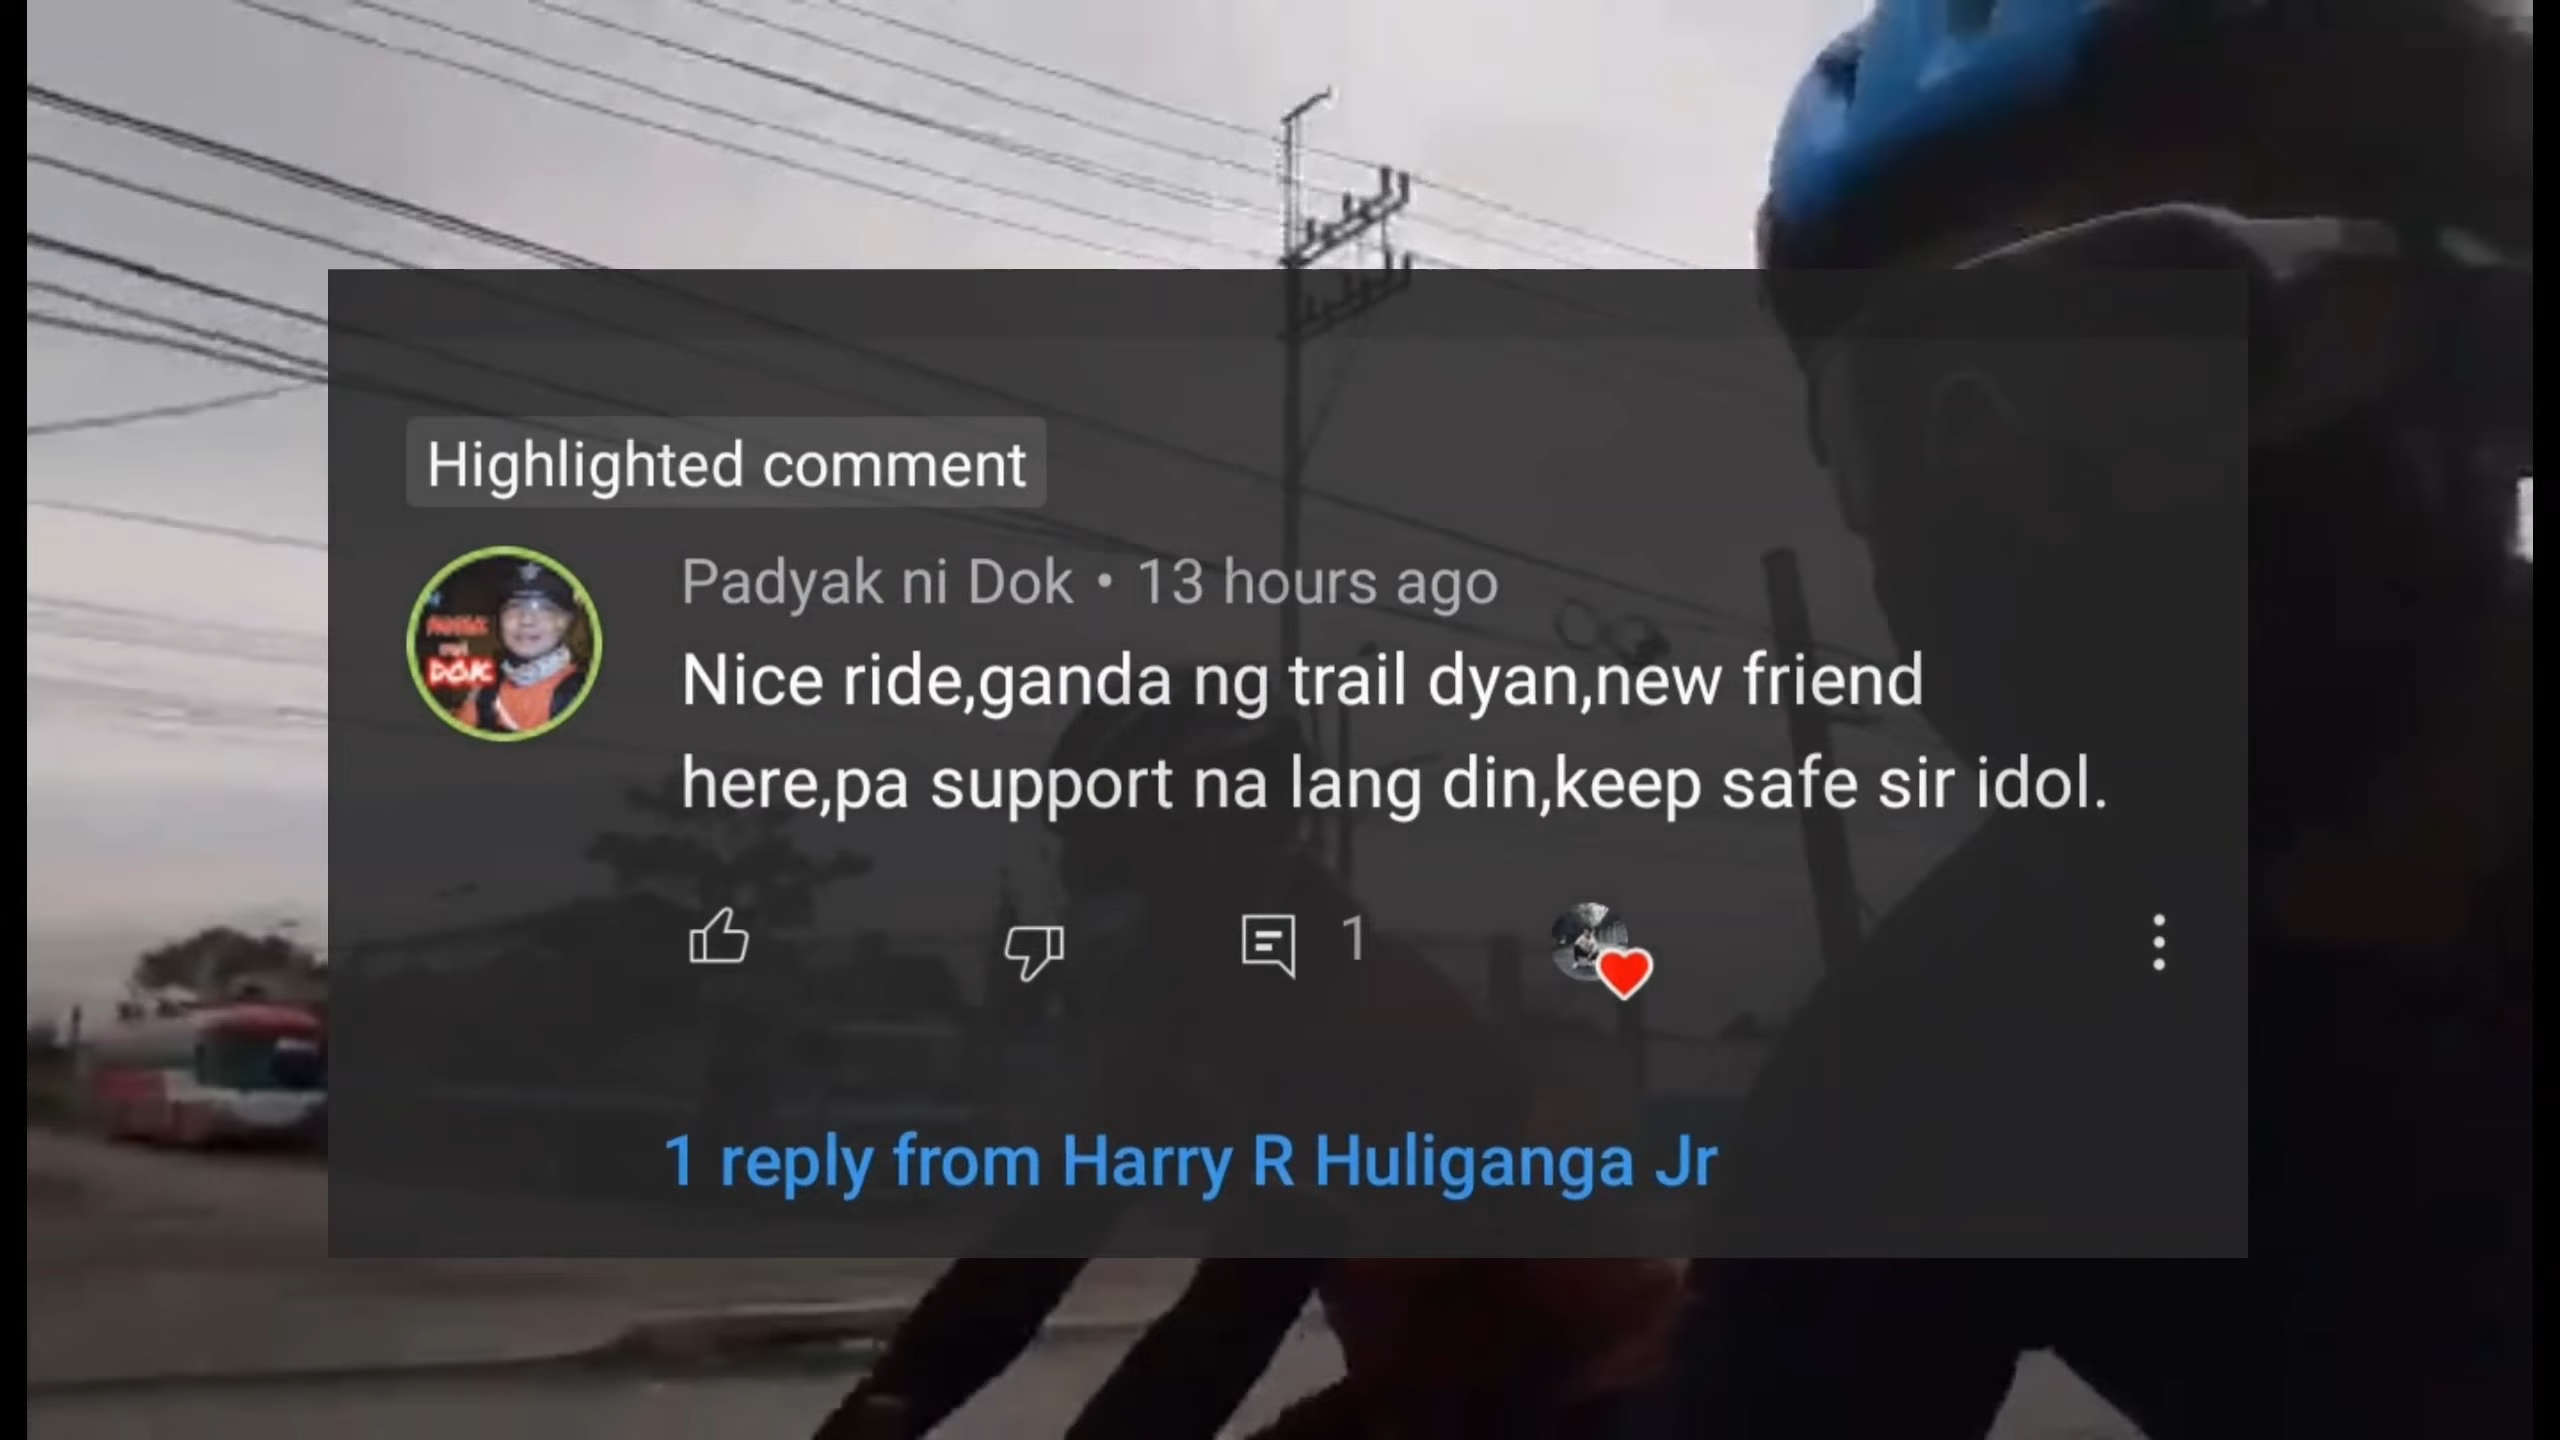 Highlighted comment
Padyak ni Dok • 13 hours ago
Nice ride,ganda ng trail dyan,new friend
here,pa support na lang din,keep safe sir idol.
1
1 reply from Harry R Huliganga Jr
DOK